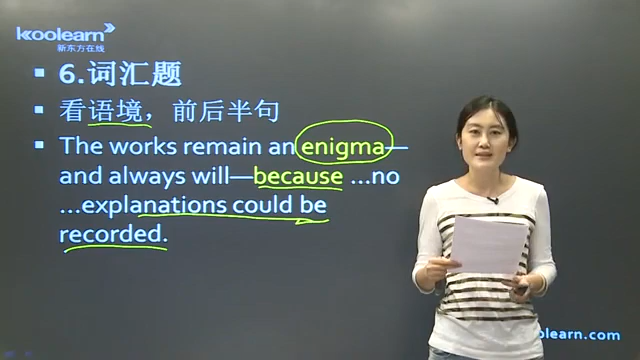 koolearn
新东方在线
6.词汇题
看语境，前后半句
The works remain an enigma—
and always will—because ...no
...explanations could be
recorded.
olearn.com